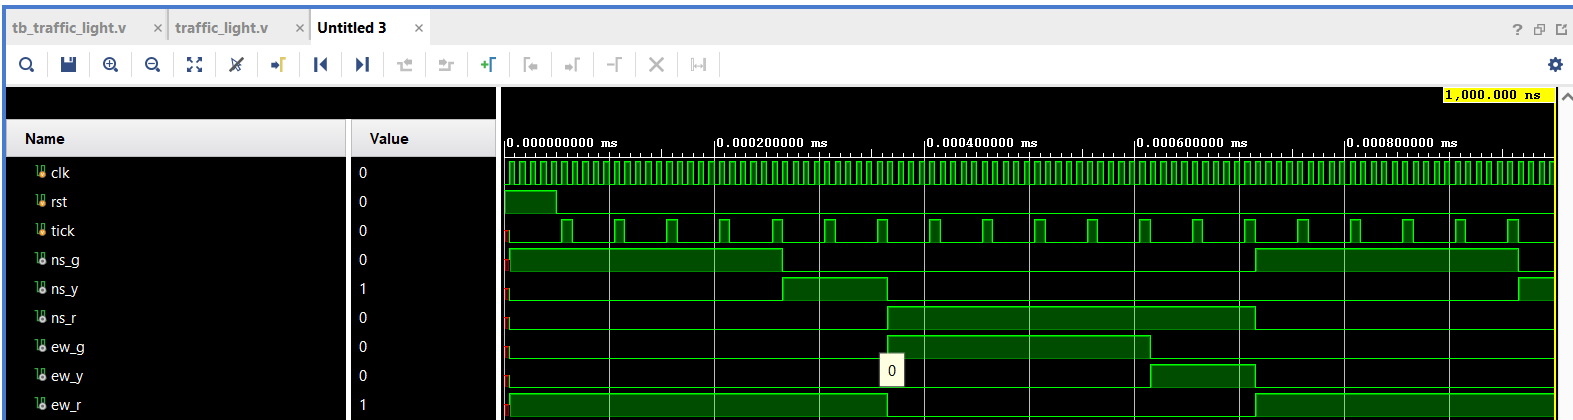 tb_traffic_light.v × traffic_light.v × Untitled 3 ×
?
1,000.000 ns
Name Value
0.000000000 ms 0.000200000 ms 0.000400000 ms 0.000600000 ms 0.000800000 ms
clk 0
rst 0
tick 0
ns_g 0
ns_y 1
ns_r 0
ew_g 0
0
ew_y 0
ew_r 1